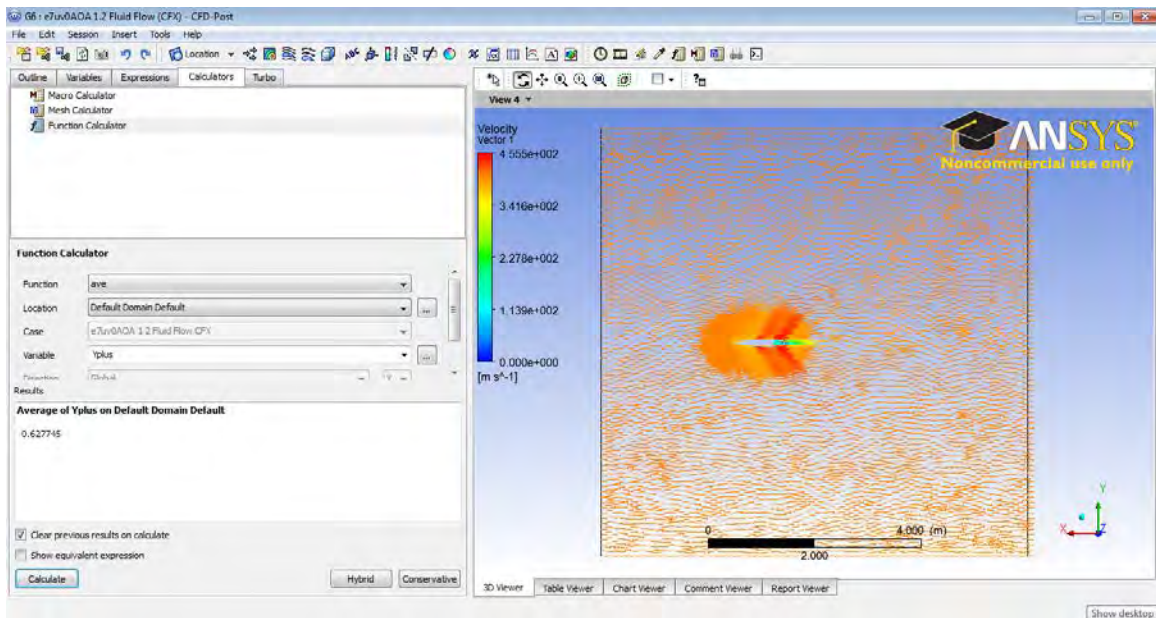 G6 : e7uv0AOA 1.2 Fluid Flow (CFX) - CFD-Post
File Edit Session Insert Tools Help
Location
Outline Variables Expressions Calculators Turbo
Macro Calculator
Mesh Calculator
Function Calculator
Function Calculator
Function ave
Location Default Domain Default ...
Case e7uv0AOA 1.2 Fluid Flow CFX
Variable Yplus ...
Direction Global
Results
Average of Yplus on Default Domain Default
0.627745
Clear previous results on calculate
Show equivalent expression
Calculate Hybrid Conservative
View 4
Velocity
Vector 1
4.555e+002
3.416e+002
2.278e+002
1.139e+002
0.000e+000
[m s^-1]
ANSYS
Noncommercial use only
0 4.000 (m)
2.000
Y
X Z
3D Viewer Table Viewer Chart Viewer Comment Viewer Report Viewer
Show desktop